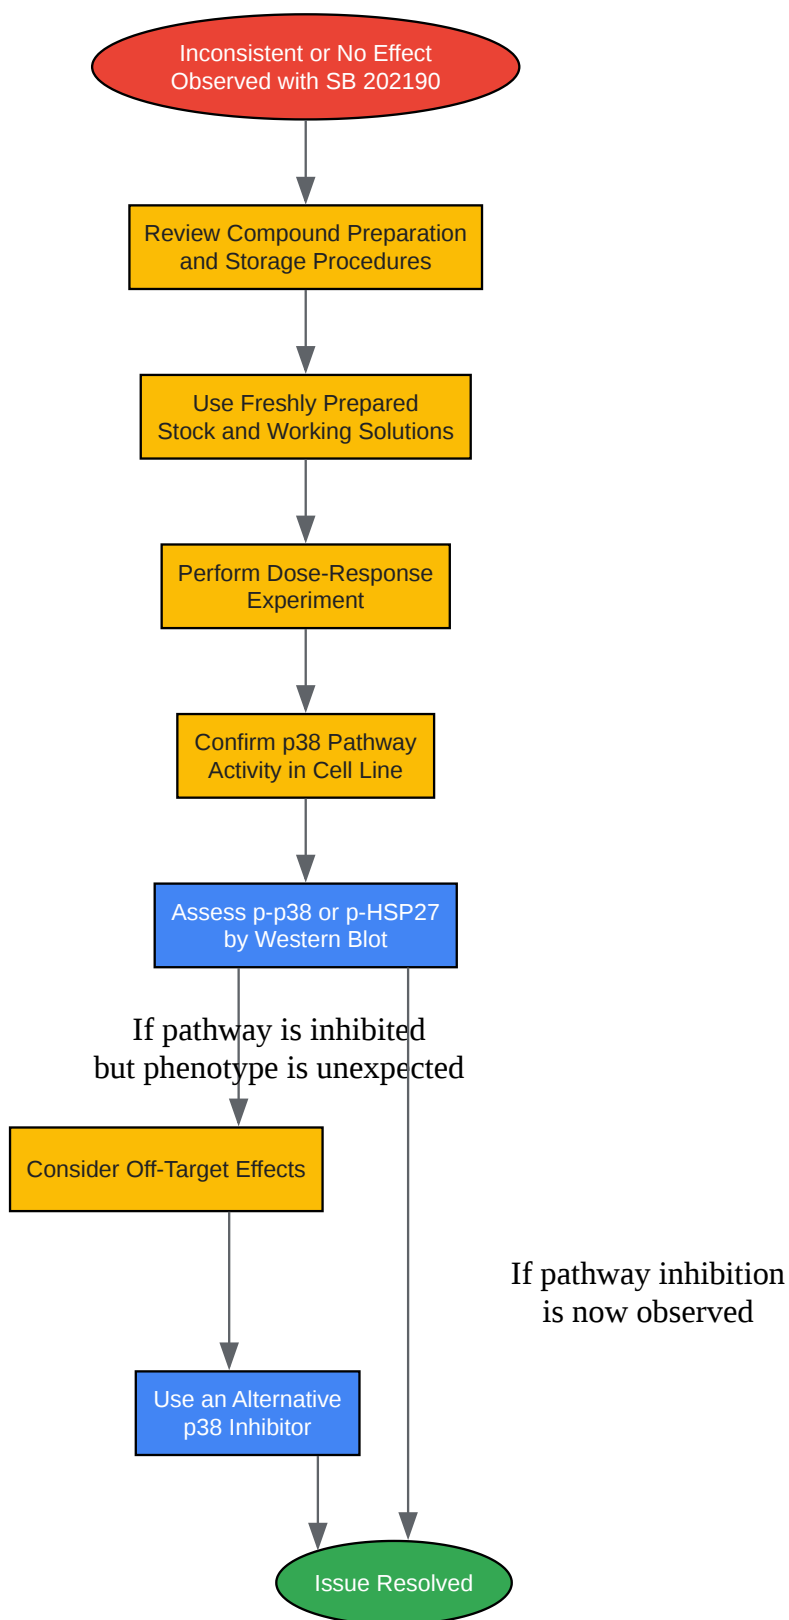 Inconsistent or No Effect
Observed with SB 202190
Review Compound Preparation
and Storage Procedures
Use Freshly Prepared
Stock and Working Solutions
Perform Dose-Response
Experiment
Confirm p38 Pathway
Activity in Cell Line
Assess p-p38 or p-HSP27
by Western Blot
If pathway is inhibited
but phenotype is unexpected
Consider Off-Target Effects
If pathway inhibition
is now observed
Use an Alternative
p38 Inhibitor
Issue Resolved